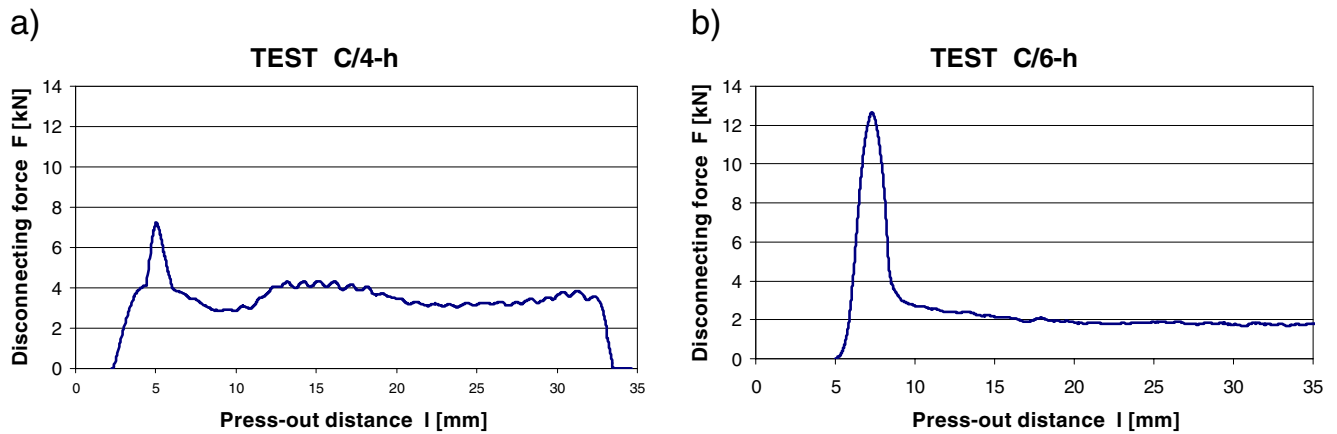 a)
TEST C/4-h
Disconnecting force F [kN]
14
12
10
8
6
4
2
0
0 5 10 15 20 25 30 35
Press-out distance l [mm]
b)
TEST C/6-h
Disconnecting force F [kN]
14
12
10
8
6
4
2
0
0 5 10 15 20 25 30 35
Press-out distance l [mm]